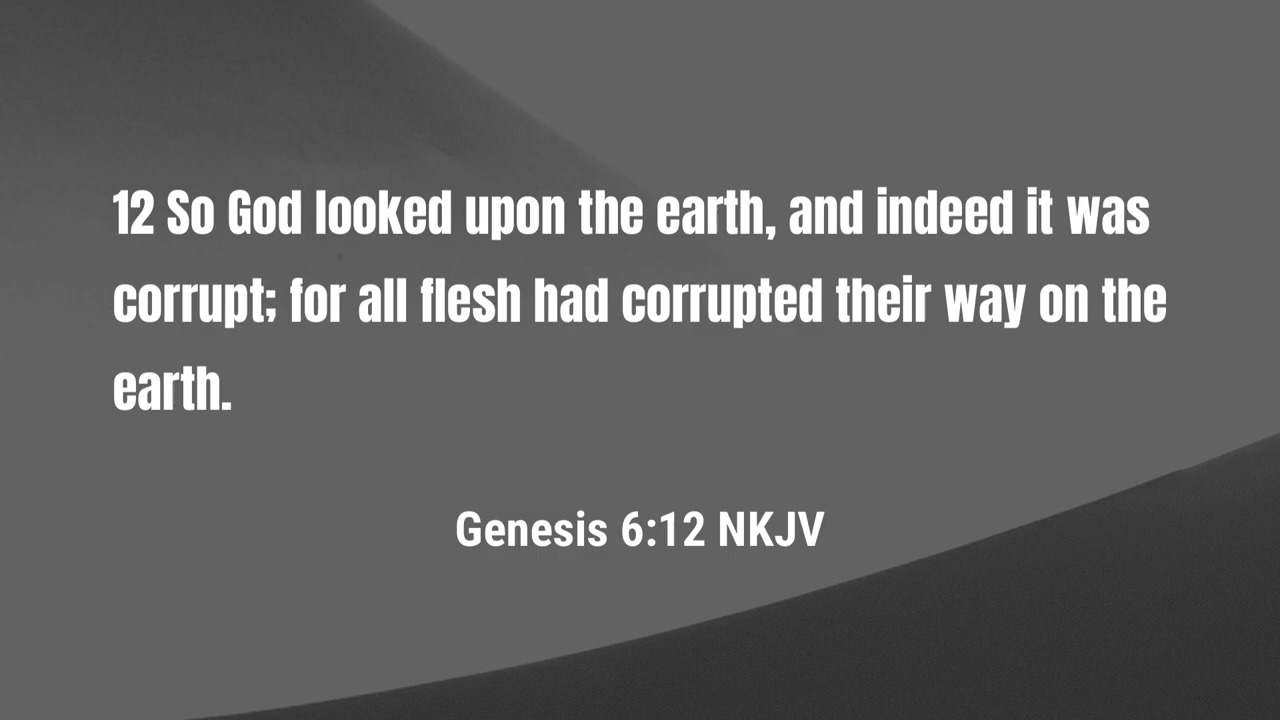 12 So God looked upon the earth, and indeed it was
corrupt; for all flesh had corrupted their way on the
earth.
Genesis 6:12 NKJV